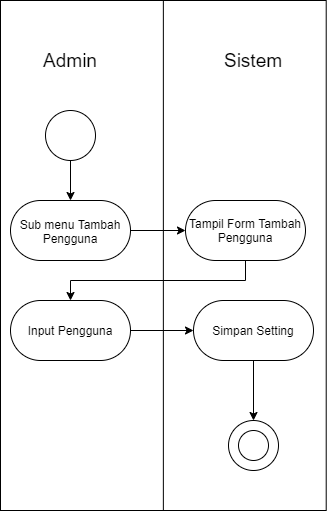 Admin
Sistem
Sub menu Tambah
Pengguna
Tampil Form Tambah
Pengguna
Input Pengguna
Simpan Setting